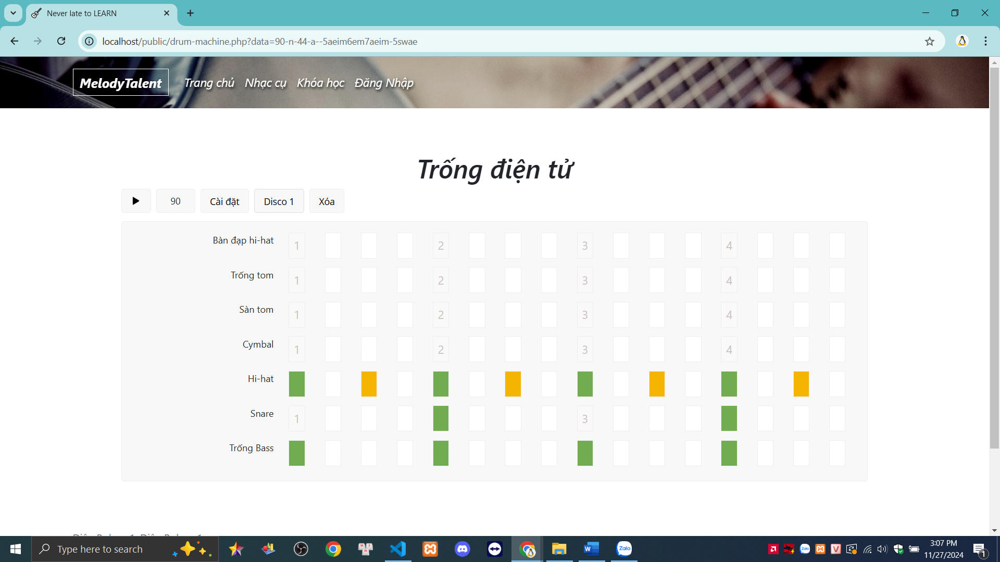 Never late to LEARN
localhost/public/drum-machine.php?data=90-n-44-a--5aeim6em7aeim-5swae
MelodyTalent Trang chủ Nhạc cụ Khóa học Đăng Nhập
Trống điện tử
90 Cài đặt Disco 1 Xóa
Bàn đạp hi-hat 1 2 3 4
Trống tom 1 2 3 4
Sàn tom 1 2 3 4
Cymbal 1 2 3 4
Hi-hat
Snare 1 3
Trống Bass
Type here to search
Zalo
3:07 PM
11/27/2024
1